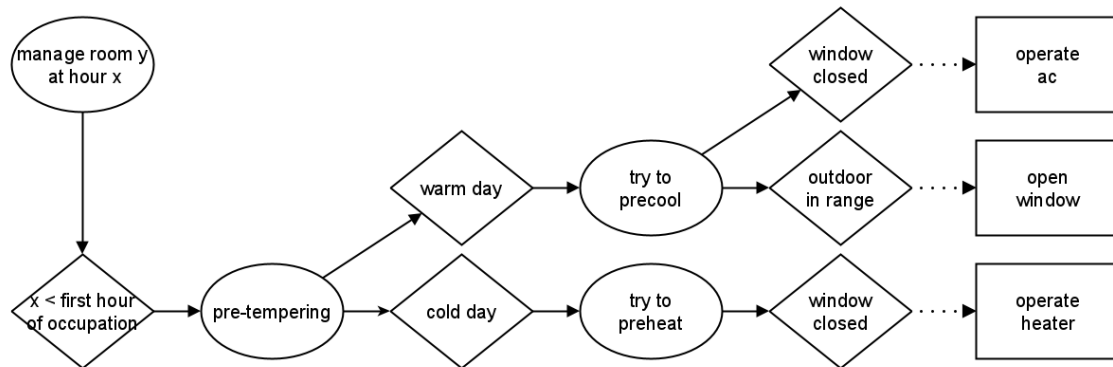 manage room y
at hour x
window
closed
operate
ac
warm day
try to
precool
outdoor
in range
open
window
x < first hour
of occupation
pre-tempering
cold day
try to
preheat
window
closed
operate
heater